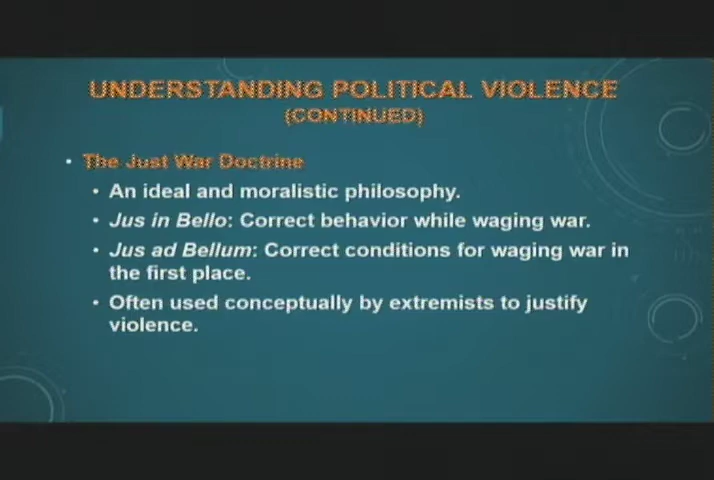 UNDERSTANDING POLITICAL VIOLENCE
(CONTINUED)
• The Just War Doctrine
• An ideal and moralistic philosophy.
• Jus in Bello: Correct behavior while waging war.
• Jus ad Bellum: Correct conditions for waging war in
the first place.
• Often used conceptually by extremists to justify
violence.